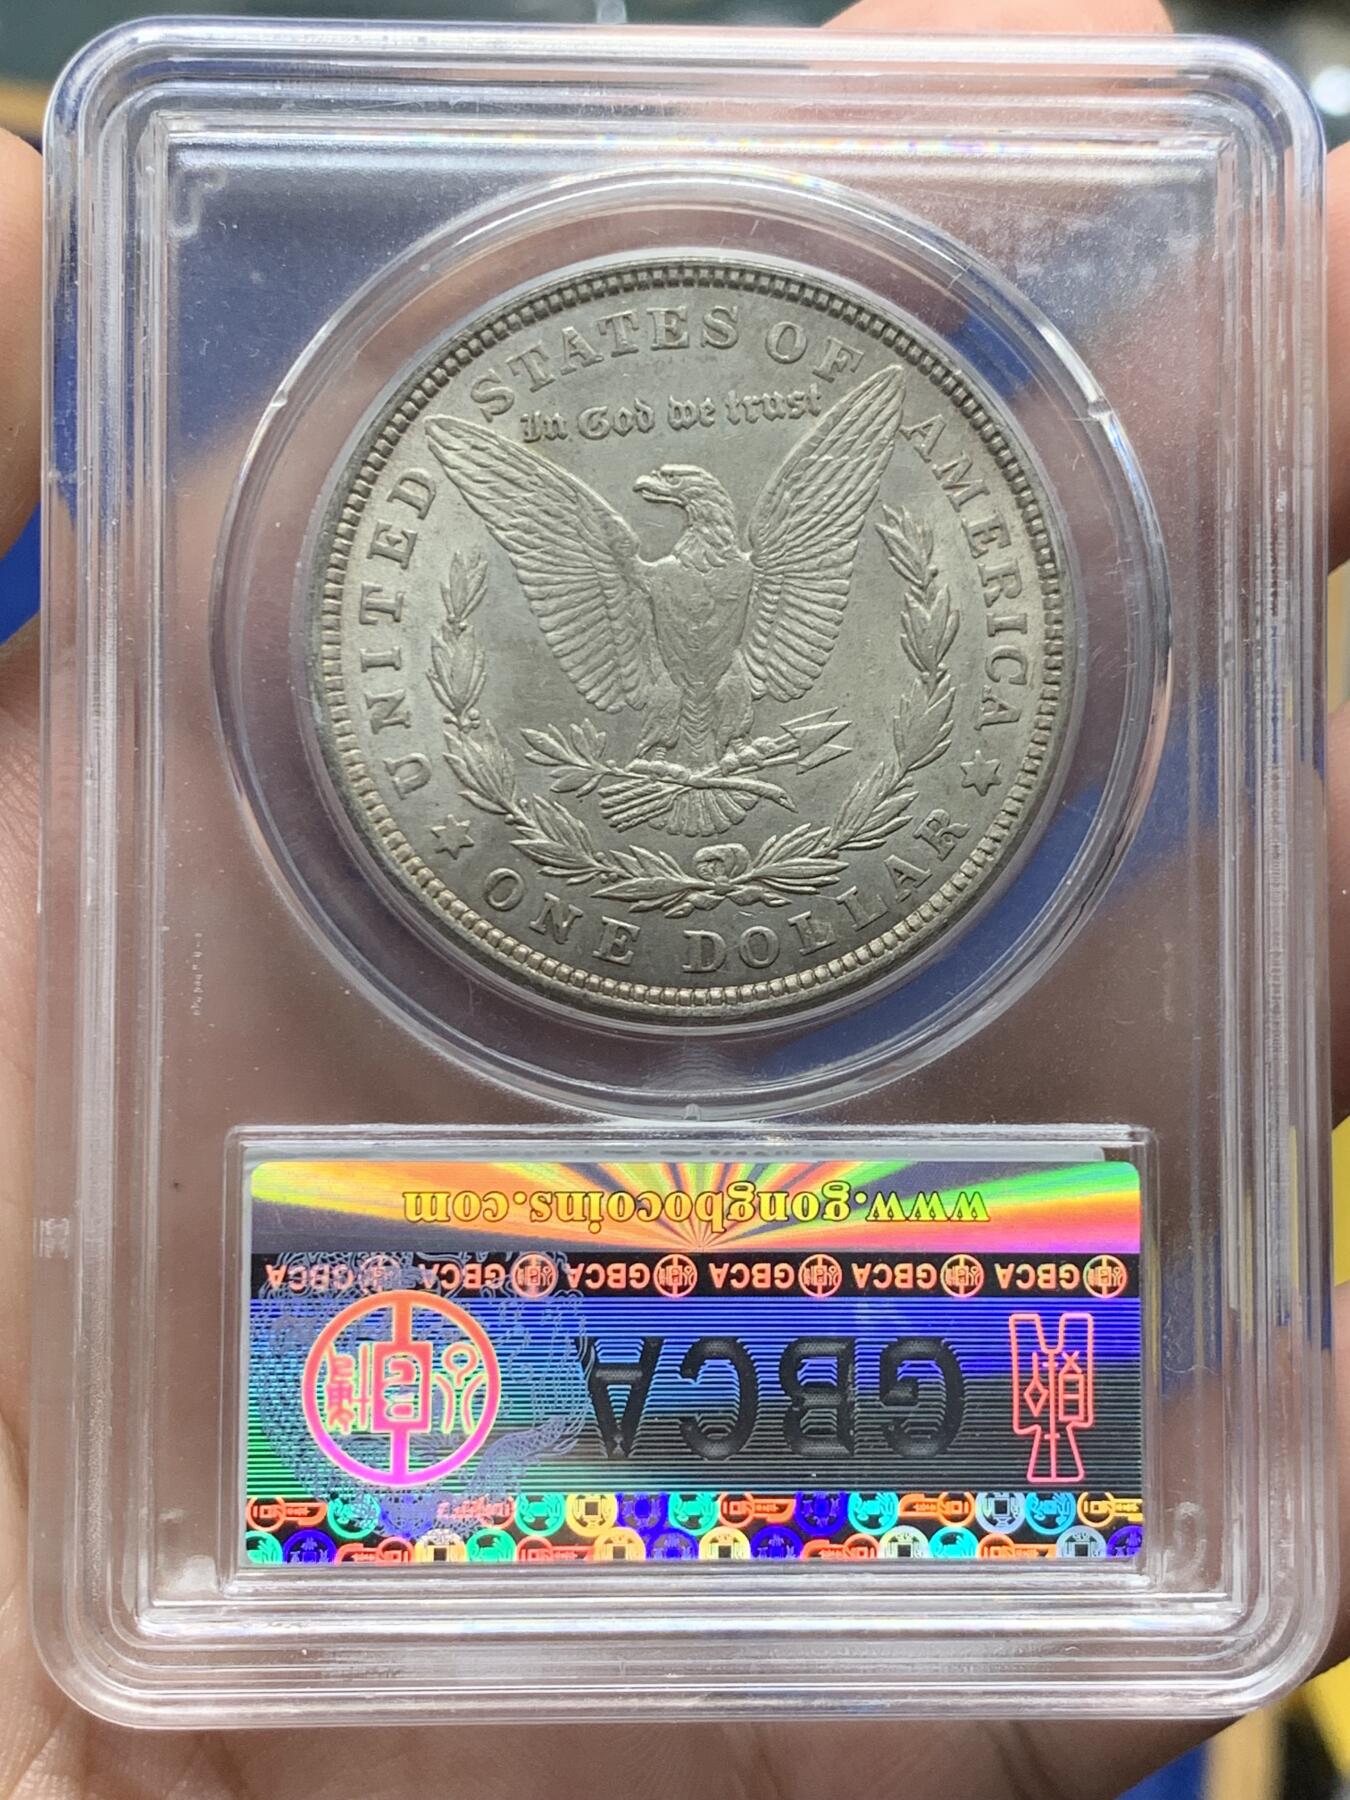 UNITED STATES OF AMERICA
In God we trust
ONE DOLLAR
www.gongbocoins.com
GBCA GBCA GBCA GBCA GBCA GBCA
GBCA